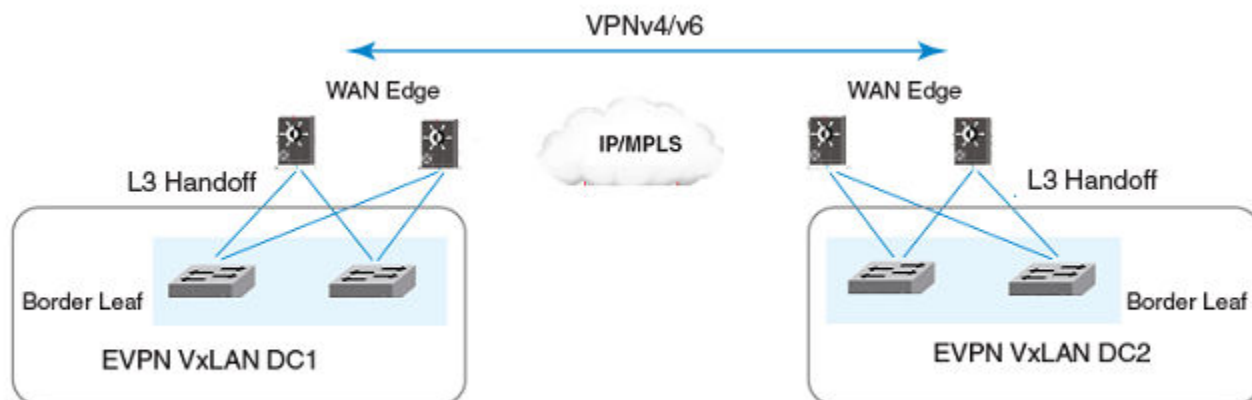 VPNv4/v6
WAN Edge
WAN Edge
IP/MPLS
L3 Handoff
L3 Handoff
Border Leaf
Border Leaf
EVPN VxLAN DC1
EVPN VxLAN DC2